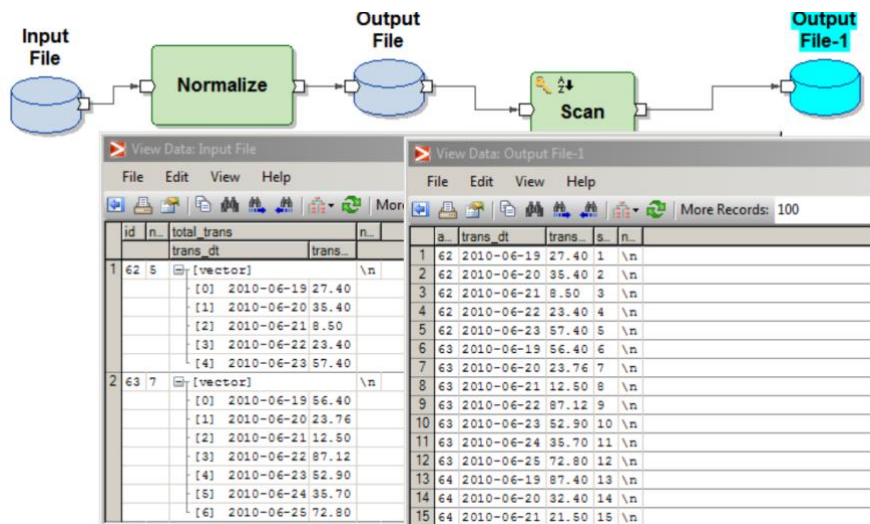 Input
File
Normalize
Output
File
Scan
Output
File-1
View Data: Input File
File Edit View Help
id n... total_trans n...
trans_dt trans...
1 62 5 [vector] \n
[0] 2010-06-19 27.40
[1] 2010-06-20 35.40
[2] 2010-06-21 8.50
[3] 2010-06-22 23.40
[4] 2010-06-23 57.40
2 63 7 [vector] \n
[0] 2010-06-19 56.40
[1] 2010-06-20 23.76
[2] 2010-06-21 12.50
[3] 2010-06-22 87.12
[4] 2010-06-23 52.90
[5] 2010-06-24 35.70
[6] 2010-06-25 72.80
View Data: Output File-1
File Edit View Help
More Records: 100
a... trans_dt trans... s... n...
1 62 2010-06-19 27.40 1 \n
2 62 2010-06-20 35.40 2 \n
3 62 2010-06-21 8.50 3 \n
4 62 2010-06-22 23.40 4 \n
5 62 2010-06-23 57.40 5 \n
6 63 2010-06-19 56.40 6 \n
7 63 2010-06-20 23.76 7 \n
8 63 2010-06-21 12.50 8 \n
9 63 2010-06-22 87.12 9 \n
10 63 2010-06-23 52.90 10 \n
11 63 2010-06-24 35.70 11 \n
12 63 2010-06-25 72.80 12 \n
13 64 2010-06-19 87.40 13 \n
14 64 2010-06-20 32.40 14 \n
15 64 2010-06-21 21.50 15 \n